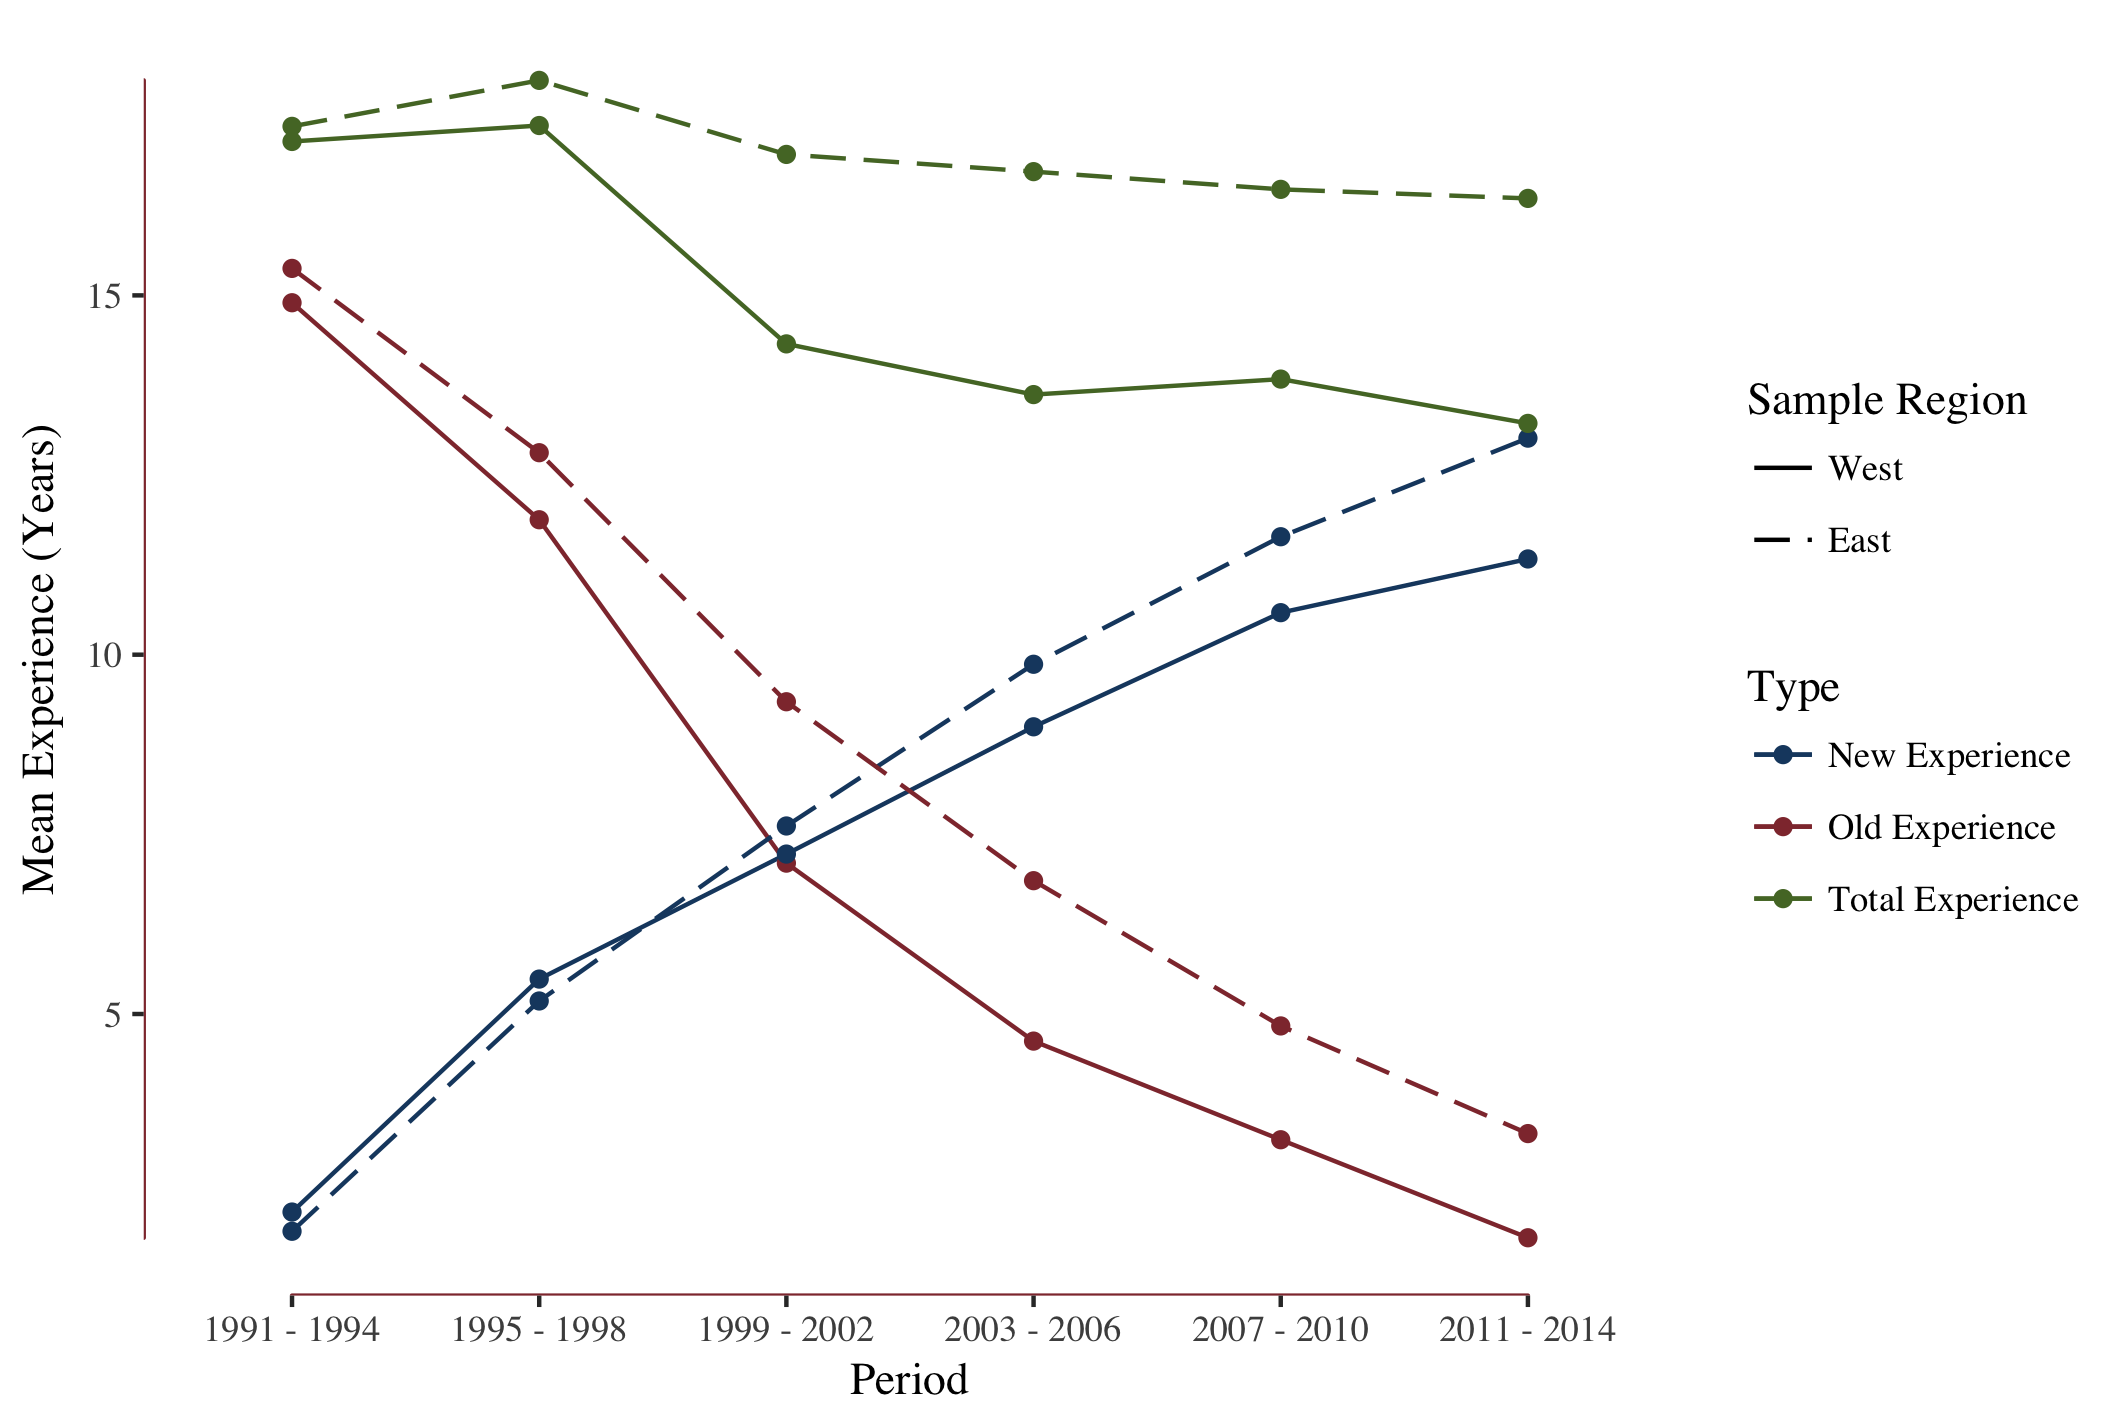 15
10
5
Mean Experience (Years)
1991 - 1994
1995 - 1998
1999 - 2002
2003 - 2006
2007 - 2010
2011 - 2014
Period
Sample Region
West
East
Type
New Experience
Old Experience
Total Experience